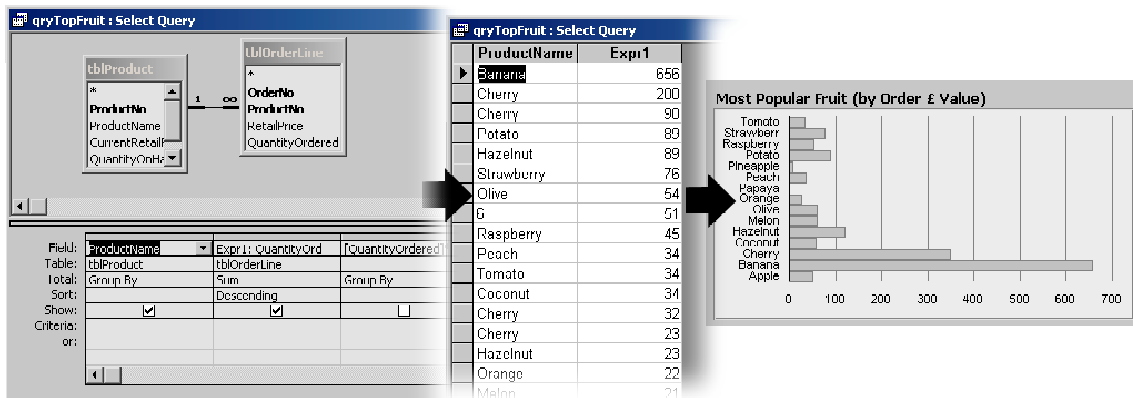 qryTopFruit : Select Query
tblProduct
*
ProductNo
ProductName
CurrentRetailP
QuantityOnHa
1
∞
tblOrderLine
*
OrderNo
ProductNo
RetailPrice
QuantityOrdered
Field: ProductName Expr1: QuantityOrd [QuantityOrdered]*
Table: tblProduct tblOrderLine
Total: Group By Sum Group By
Sort: Descending
Show:
Criteria:
or:
qryTopFruit : Select Query
ProductName Expr1
Banana 656
Cherry 200
Cherry 90
Potato 89
Hazelnut 89
Strawberry 76
Olive 54
6 51
Raspberry 45
Peach 34
Tomato 34
Coconut 34
Cherry 32
Cherry 23
Hazelnut 23
Orange 22
Melon 21
Most Popular Fruit (by Order £ Value)
Tomato
Strawberr
Raspberry
Potato
Pineapple
Peach
Papaya
Orange
Olive
Melon
Hazelnut
Coconut
Cherry
Banana
Apple
0 100 200 300 400 500 600 700